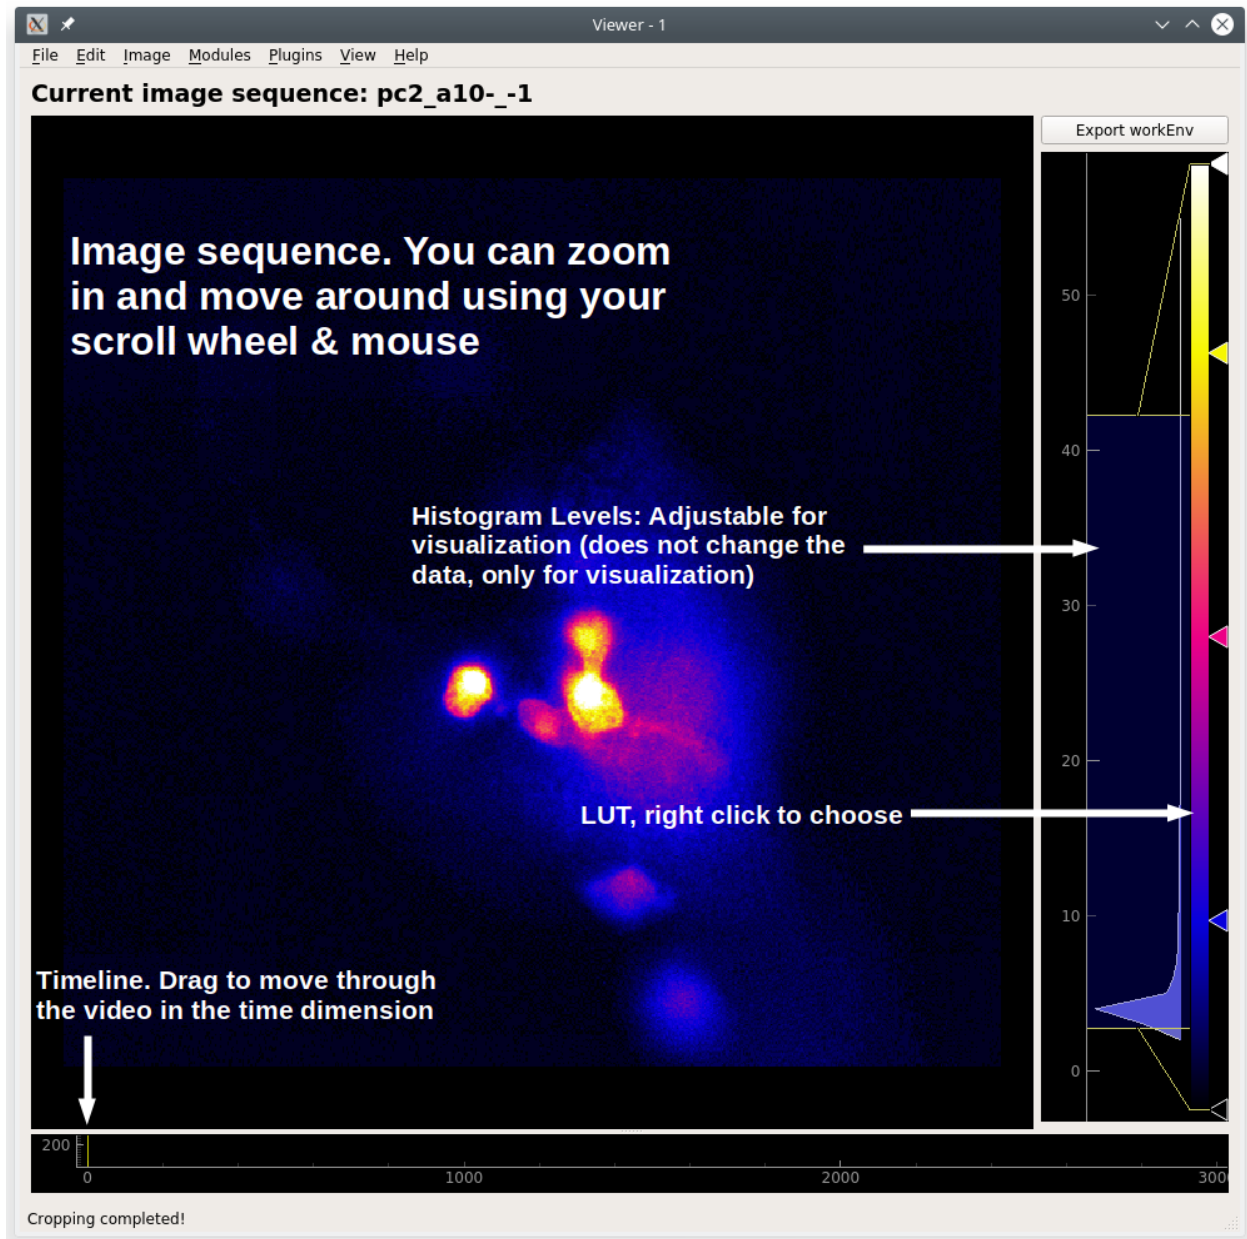 Viewer - 1
File Edit Image Modules Plugins View Help
Current image sequence: pc2_a10-_-1
Export workEnv
Image sequence. You can zoom
in and move around using your
scroll wheel & mouse
50
40
Histogram Levels: Adjustable for
visualization (does not change the
data, only for visualization)
30
20
LUT, right click to choose
10
Timeline. Drag to move through
the video in the time dimension
0
200
0 1000 2000 300
Cropping completed!